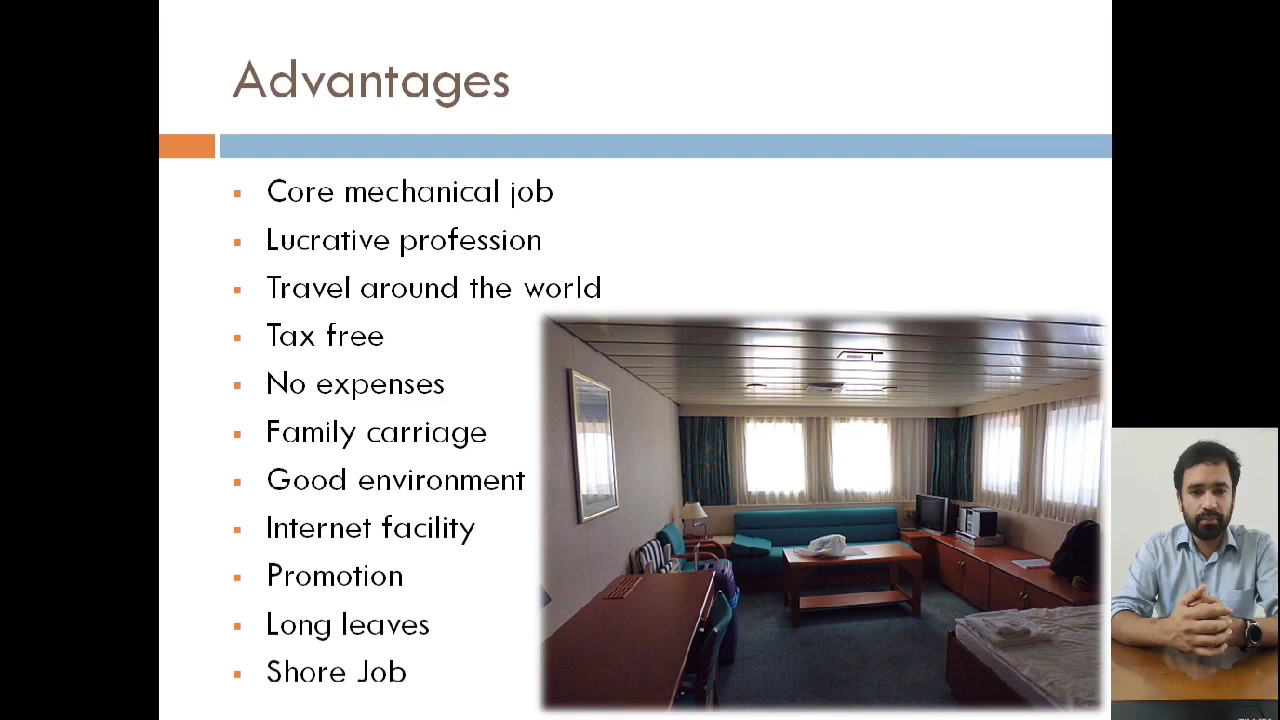 Advantages
Core mechanical job
Lucrative profession
Travel around the world
Tax free
No expenses
Family carriage
Good environment
Internet facility
Promotion
Long leaves
Shore Job